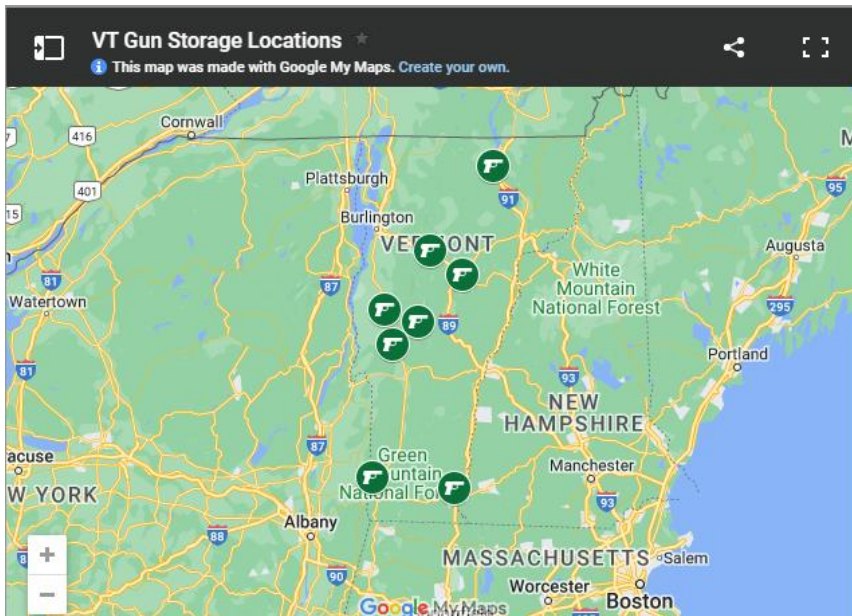 VT Gun Storage Locations
This map was made with Google My Maps. Create your own.
Cornwall
416
401
Plattsburgh
91
95
15
Burlington
VERMONT
Augusta
81
87
White
Mountain
National Forest
Watertown
295
89
Portland
81
93
NEW
HAMPSHIRE
87
Green
Mountain
National Forest
Manchester
acuse
W YORK
93
88
Albany
MASSACHUSETTS
Salem
90
Worcester
Boston
Google My Maps
+
−